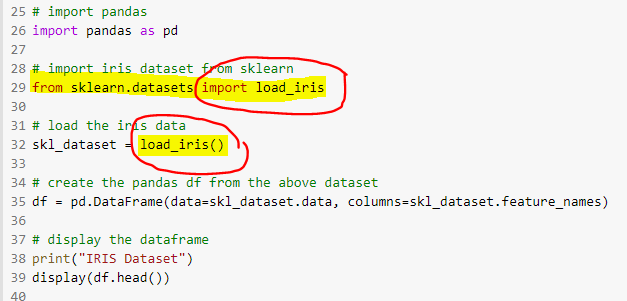 25 # import pandas
26 import pandas as pd
27
28 # import iris dataset from sklearn
29 from sklearn.datasets import load_iris
30
31 # load the iris data
32 skl_dataset = load_iris()
33
34 # create the pandas df from the above dataset
35 df = pd.DataFrame(data=skl_dataset.data, columns=skl_dataset.feature_names)
36
37 # display the dataframe
38 print("IRIS Dataset")
39 display(df.head())
40